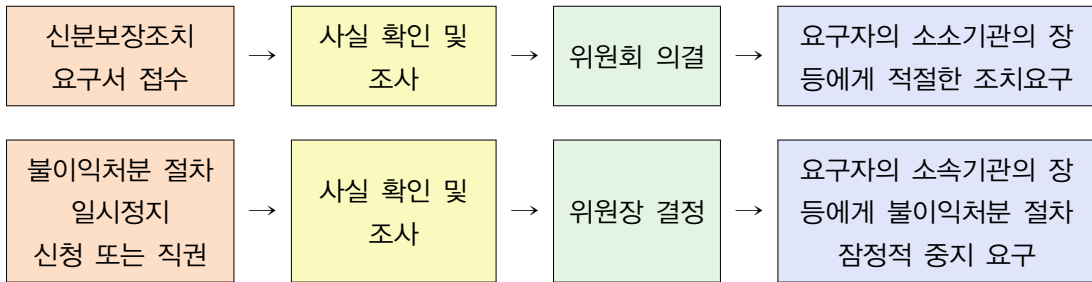 신분보장조치
요구서 접수
→
사실 확인 및
조사
→
위원회 의결
→
요구자의 소소기관의 장
등에게 적절한 조치요구
불이익처분 절차
일시정지
신청 또는 직권
→
사실 확인 및
조사
→
위원장 결정
→
요구자의 소속기관의 장
등에게 불이익처분 절차
잠정적 중지 요구